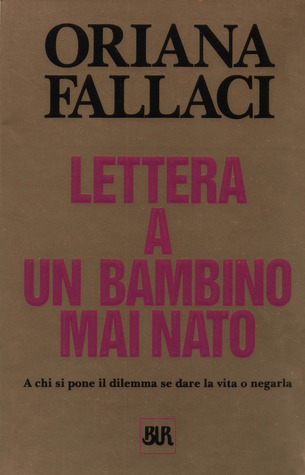 ORIANA
FALLACI
LETTERA
A
UN BAMBINO
MAI NATO
A chi si pone il dilemma se dare la vita o negarla
BUR